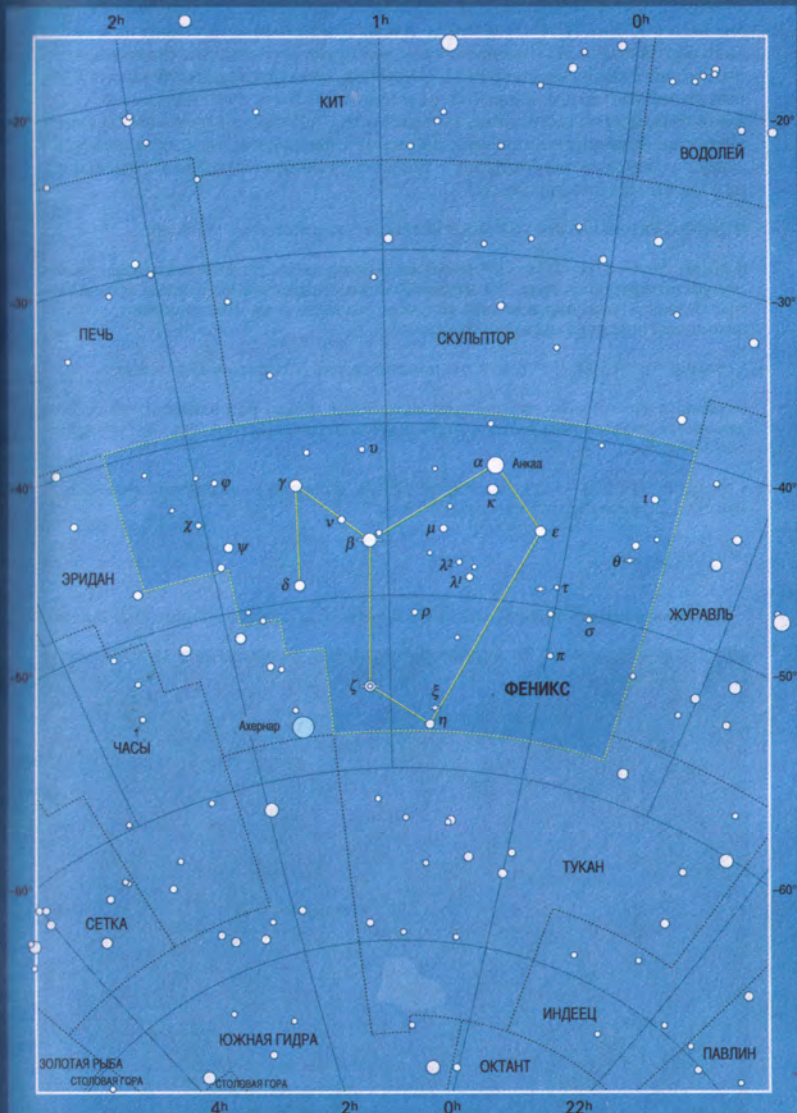 2h 1h 0h
КИТ
-20° -20°
ВОДОЛЕЙ
-30° -30°
ПЕЧЬ
СКУЛЬПТОР
α Анкаа
υ
γ
φ
κ
ι
-40° -40°
ν
χ
μ
ε
β
ψ
θ
λ²
ЭРИДАН
δ
λ¹
τ
ρ
ЖУРАВЛЬ
σ
π
-50° -50°
ζ
ξ
ФЕНИКС
η
Ахернар
ЧАСЫ
ТУКАН
-60° -60°
СЕТКА
ИНДЕЕЦ
ЮЖНАЯ ГИДРА
ПАВЛИН
ЗОЛОТАЯ РЫБА
ОКТАНТ
СТОЛОВАЯ ГОРА
СТОЛОВАЯ ГОРА
4h 2h 0h 22h